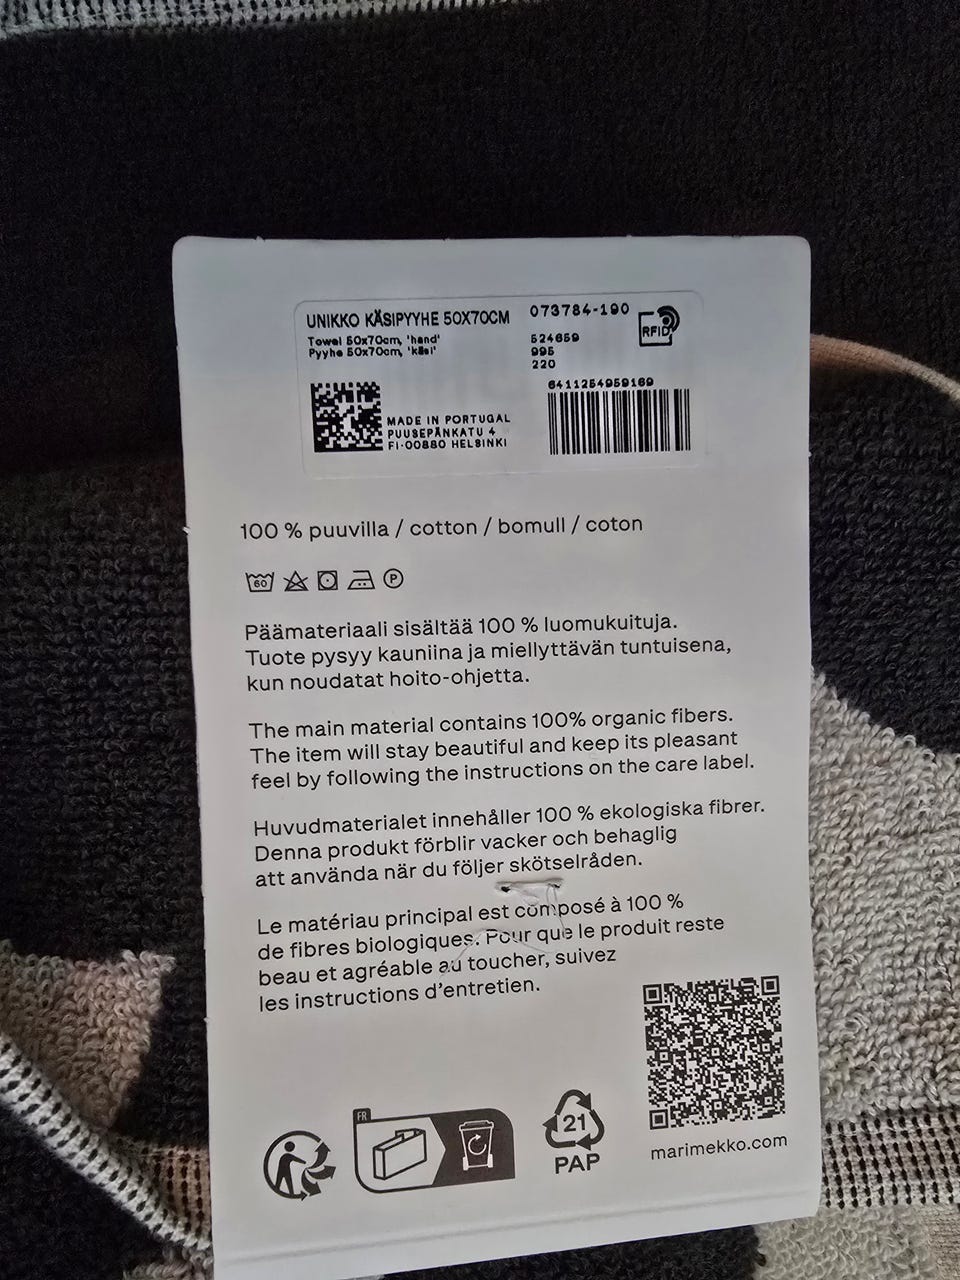 UNIKKO KÄSIPYYHE 50X70CM
073784-190
Towel 50x70cm, 'hand'
Pyyhe 50x70cm, 'käsi'
524659
995
220
RFID
6411254959169
MADE IN PORTUGAL
PUUSEPÄNKATU 4
FI-00880 HELSINKI
100 % puuvilla / cotton / bomull / coton
60
P
Päämateriaali sisältää 100 % luomukuituja.
Tuote pysyy kauniina ja miellyttävän tuntuisena,
kun noudatat hoito-ohjetta.
The main material contains 100% organic fibers.
The item will stay beautiful and keep its pleasant
feel by following the instructions on the care label.
Huvudmaterialet innehåller 100 % ekologiska fibrer.
Denna produkt förblir vacker och behaglig
att använda när du följer skötselråden.
Le matériau principal est composé à 100 %
de fibres biologiques. Pour que le produit reste
beau et agréable au toucher, suivez
les instructions d'entretien.
FR
21
PAP
marimekko.com